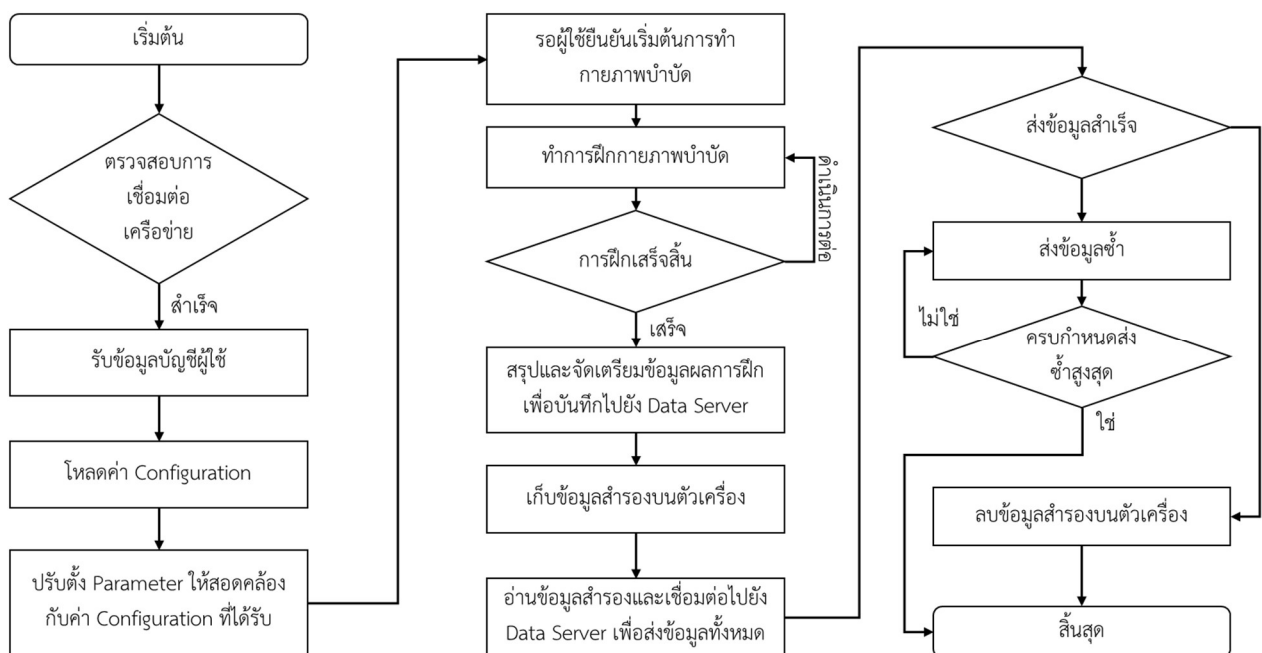 เริ่มต้น
ตรวจสอบการ
เชื่อมต่อ
เครือข่าย
สำเร็จ
รับข้อมูลบัญชีผู้ใช้
โหลดค่า Configuration
ปรับตั้ง Parameter ให้สอดคล้อง
กับค่า Configuration ที่ได้รับ
รอผู้ใช้ยืนยันเริ่มต้นการทำ
กายภาพบำบัด
ทำการฝึกกายภาพบำบัด
ดำเนินการต่อ
การฝึกเสร็จสิ้น
เสร็จ
สรุปและจัดเตรียมข้อมูลผลการฝึก
เพื่อบันทึกไปยัง Data Server
เก็บข้อมูลสำรองบนตัวเครื่อง
อ่านข้อมูลสำรองและเชื่อมต่อไปยัง
Data Server เพื่อส่งข้อมูลทั้งหมด
ส่งข้อมูลสำเร็จ
ส่งข้อมูลซ้ำ
ไม่ใช่
ครบกำหนดส่ง
ซ้ำสูงสุด
ใช่
ลบข้อมูลสำรองบนตัวเครื่อง
สิ้นสุด